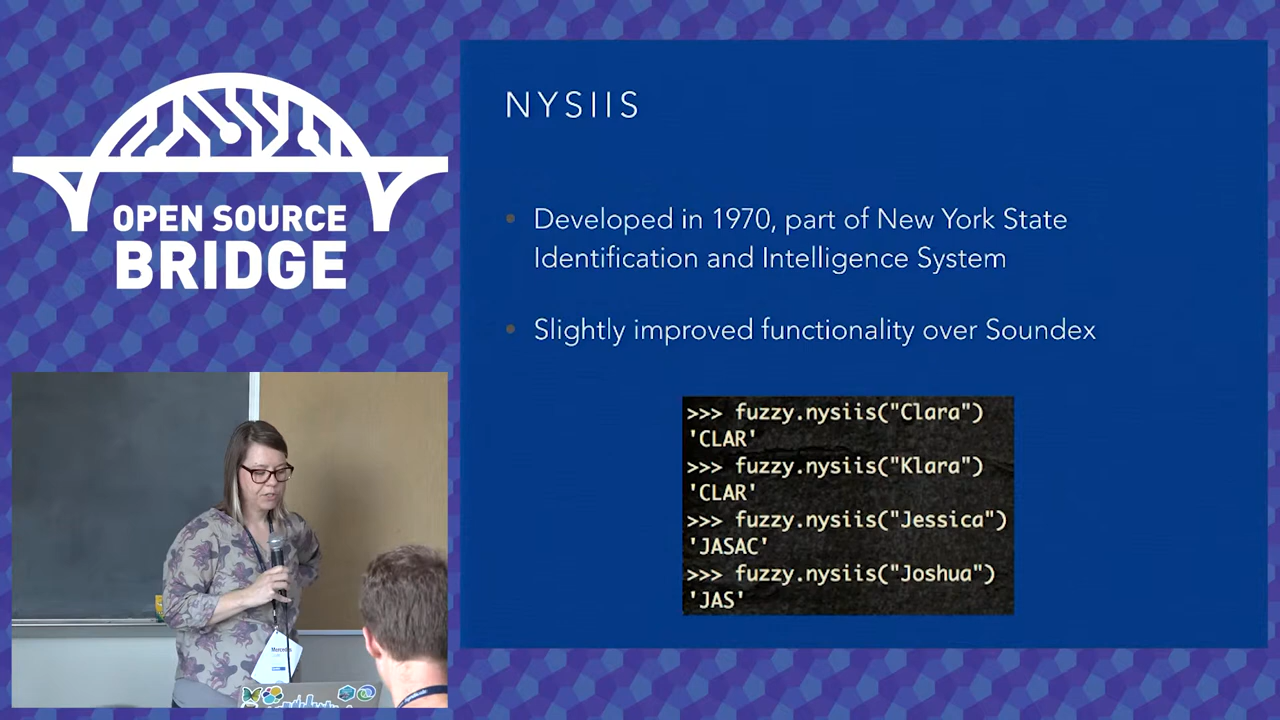 OPEN SOURCE
BRIDGE
NYSIIS
Developed in 1970, part of New York State
Identification and Intelligence System
Slightly improved functionality over Soundex
>>> fuzzy.nysiis("Clara")
'CLAR'
>>> fuzzy.nysiis("Klara")
'CLAR'
>>> fuzzy.nysiis("Jessica")
'JASAC'
>>> fuzzy.nysiis("Joshua")
'JAS'